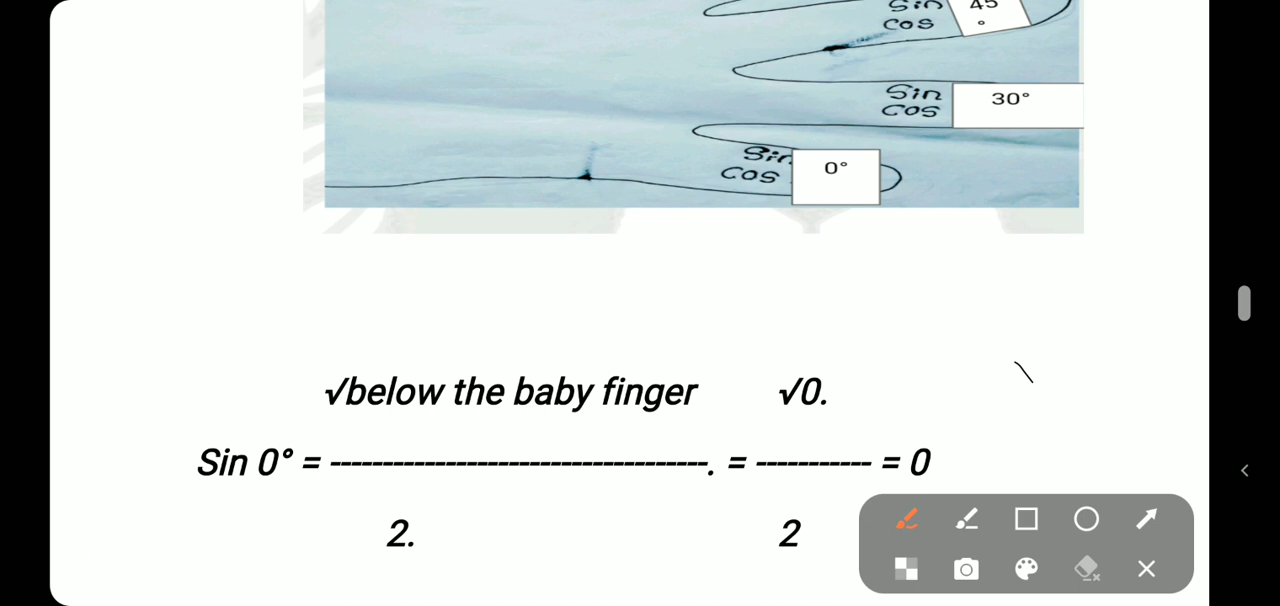 Sin 45
cos °
Sin
cos 30°
Sin
cos 0°
√below the baby finger √0.
Sin 0° = ----------------------------------. = ----------- = 0
2. 2